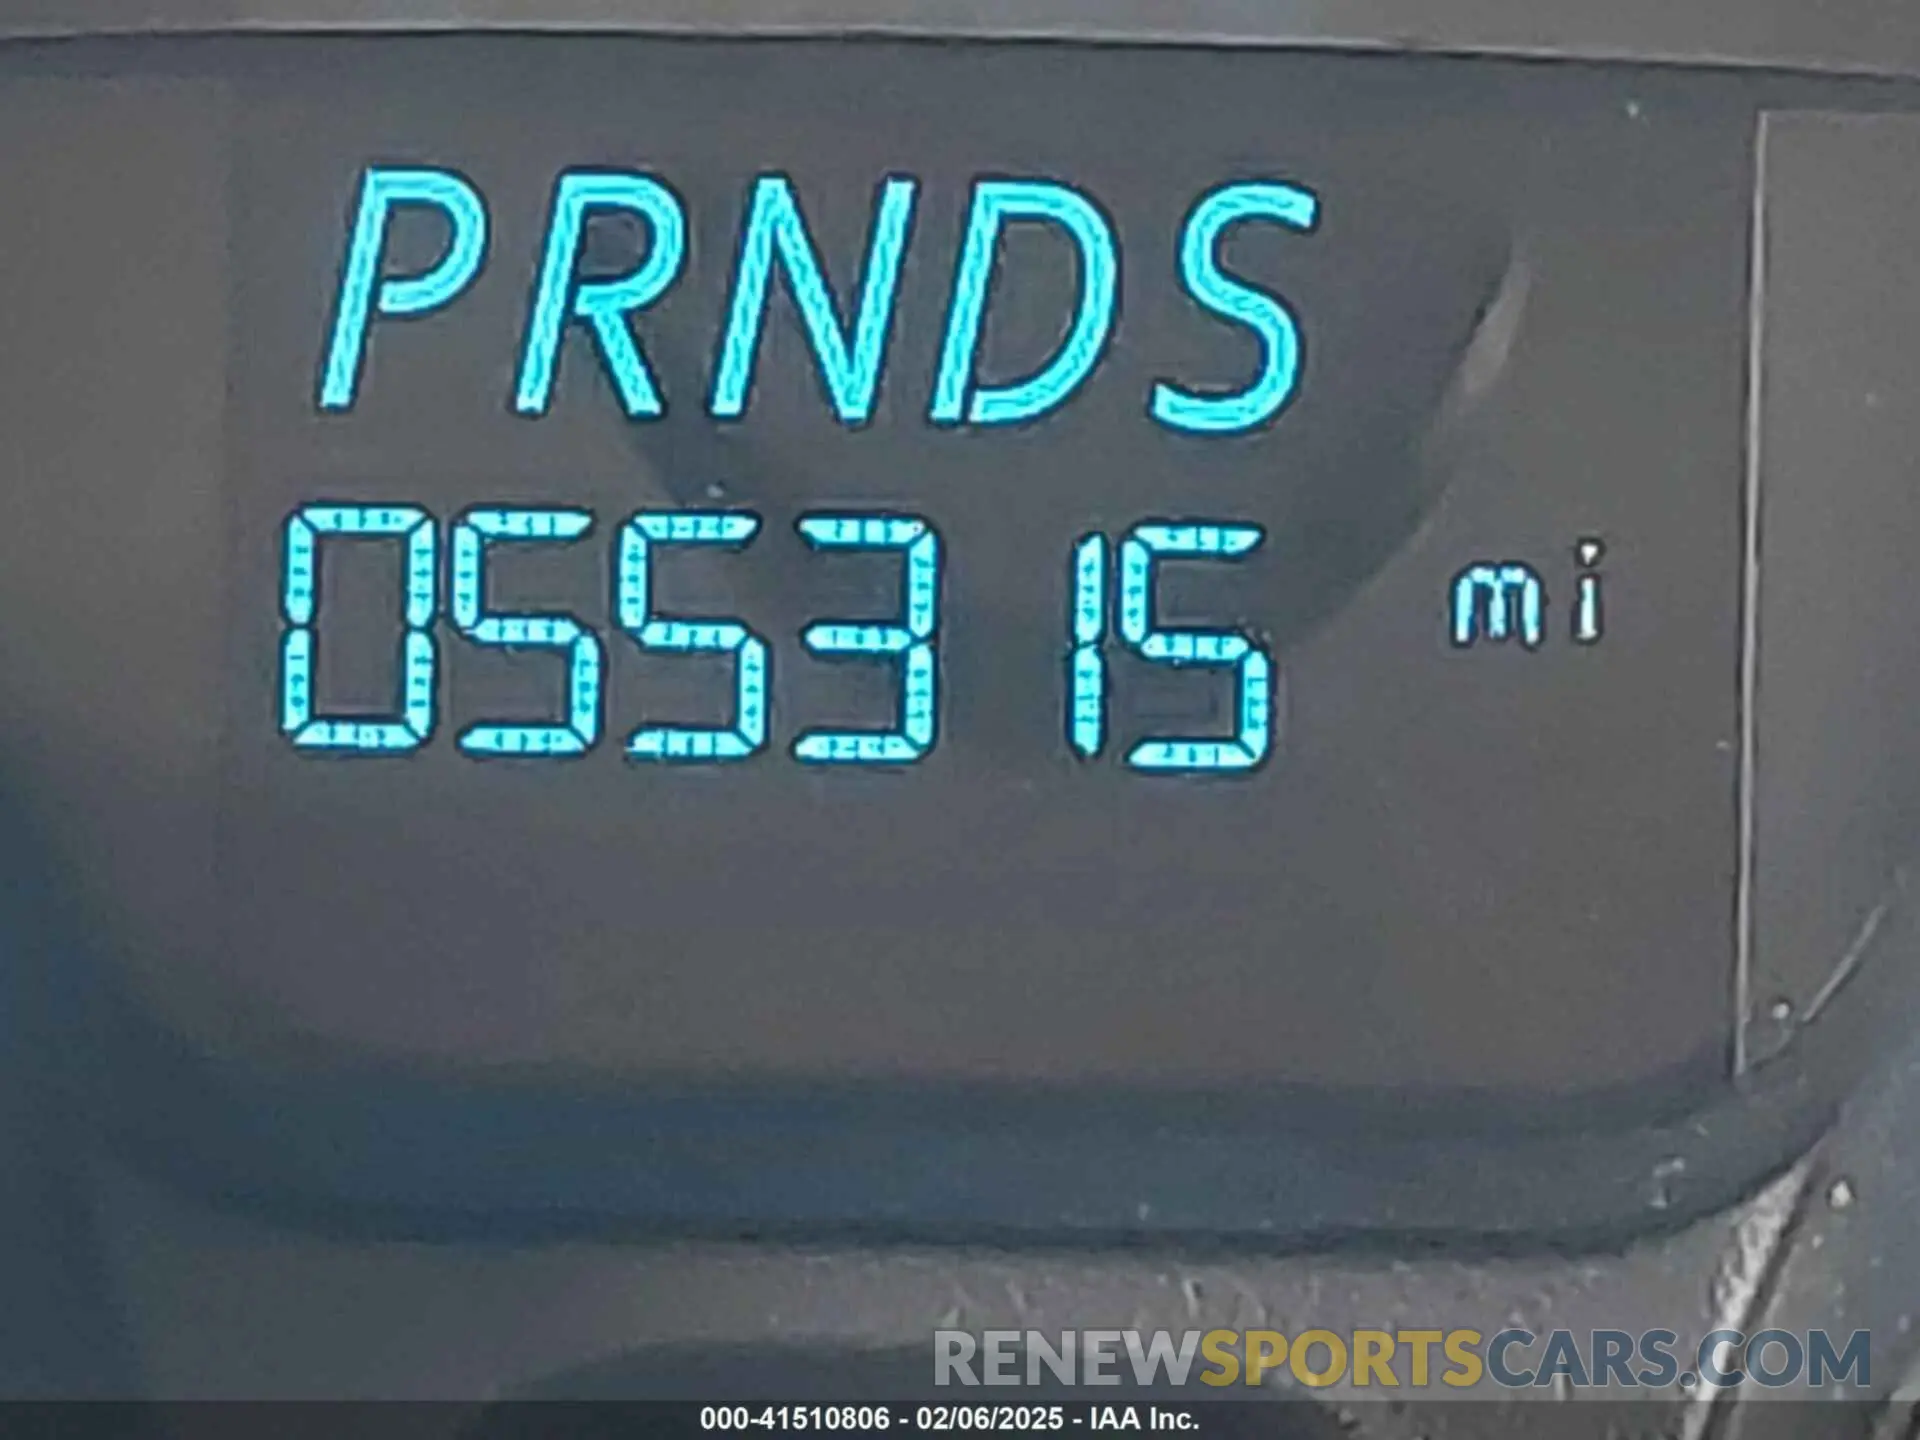 PRNDS
055315 mi
RENEWSPORTSCARS.COM
000-41510806 - 02/06/2025 - IAA Inc.